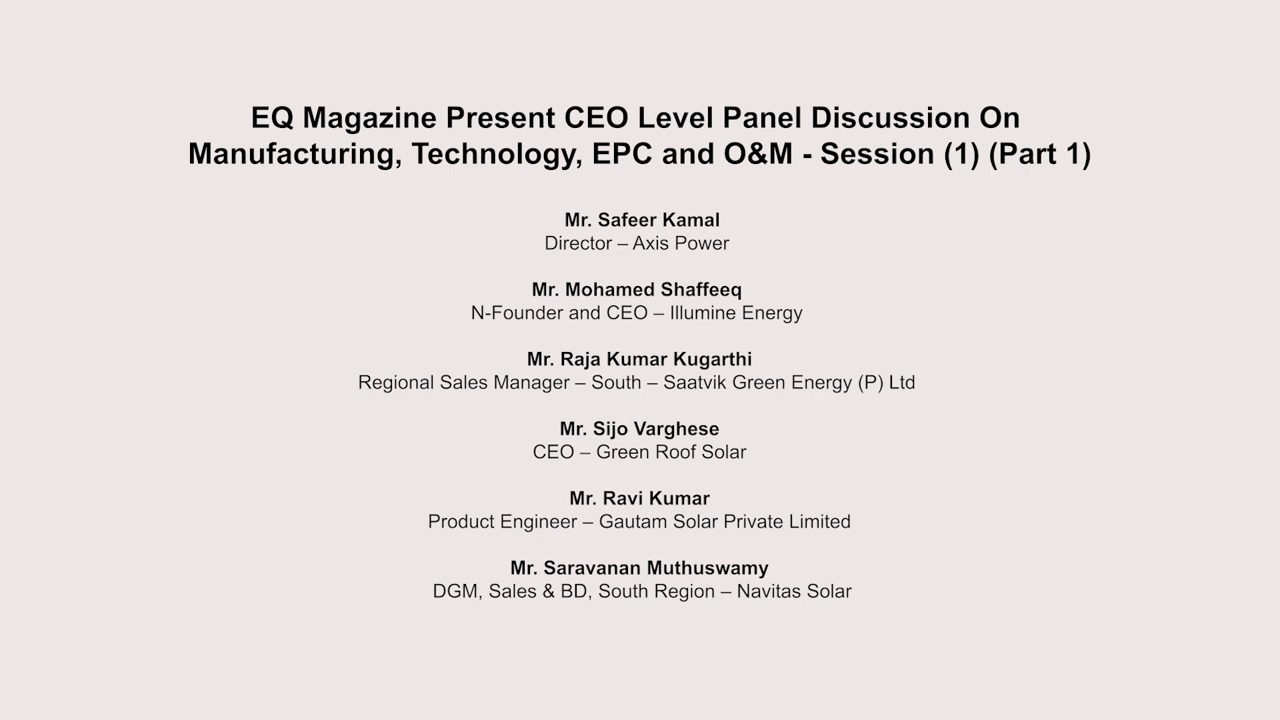 EQ Magazine Present CEO Level Panel Discussion On
Manufacturing, Technology, EPC and O&M - Session (1) (Part 1)
Mr. Safeer Kamal
Director – Axis Power
Mr. Mohamed Shaffeeq
N-Founder and CEO – Illumine Energy
Mr. Raja Kumar Kugarthi
Regional Sales Manager – South – Saatvik Green Energy (P) Ltd
Mr. Sijo Varghese
CEO – Green Roof Solar
Mr. Ravi Kumar
Product Engineer – Gautam Solar Private Limited
Mr. Saravanan Muthuswamy
DGM, Sales & BD, South Region – Navitas Solar